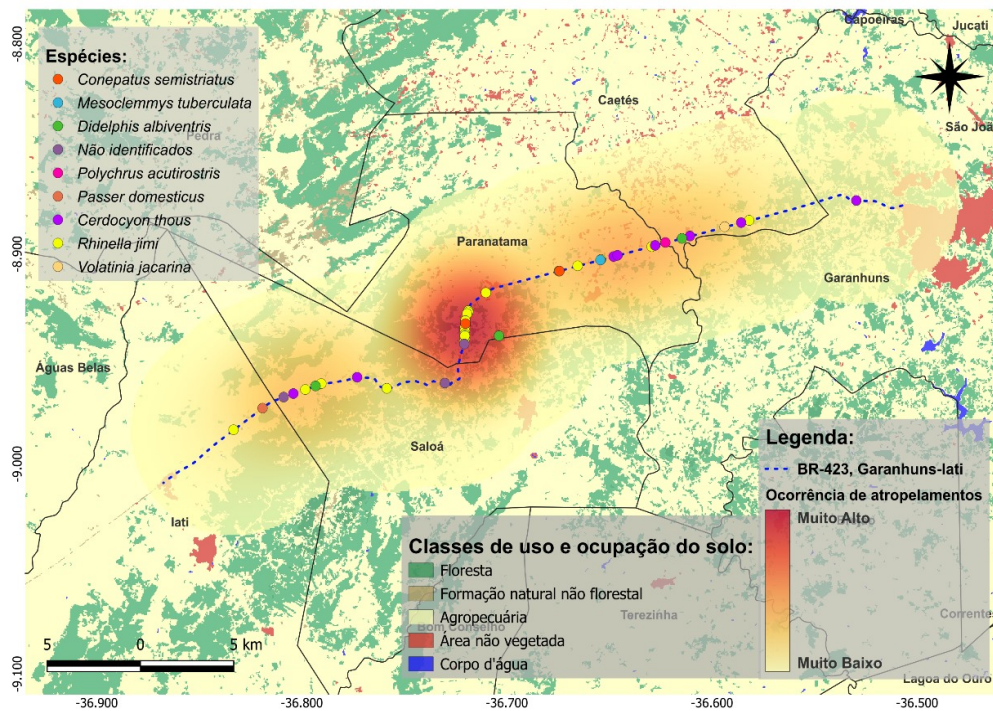 -8.800
-8.900
-9.000
-9.100
Espécies:
Conepatus semistriatus
Mesoclemmys tuberculata
Didelphis albiventris
Não identificados
Polychrus acutirostris
Passer domesticus
Cerdocyon thous
Rhinella jimi
Volatinia jacarina
Pedra
Capoeiras
Jucati
Caetés
São Joã
Paranatama
Garanhuns
Águas Belas
Saloá
Iati
Legenda:
BR-423, Garanhuns-Iati
Ocorrência de atropelamentos
Muito Alto
Muito Baixo
Classes de uso e ocupação do solo:
Floresta
Formação natural não florestal
Agropecuária
Área não vegetada
Corpo d'água
Bom Conselho
Terezinha
Corrente
Lagoa do Ouro
5 0 5 km
-36.900 -36.800 -36.700 -36.600 -36.500